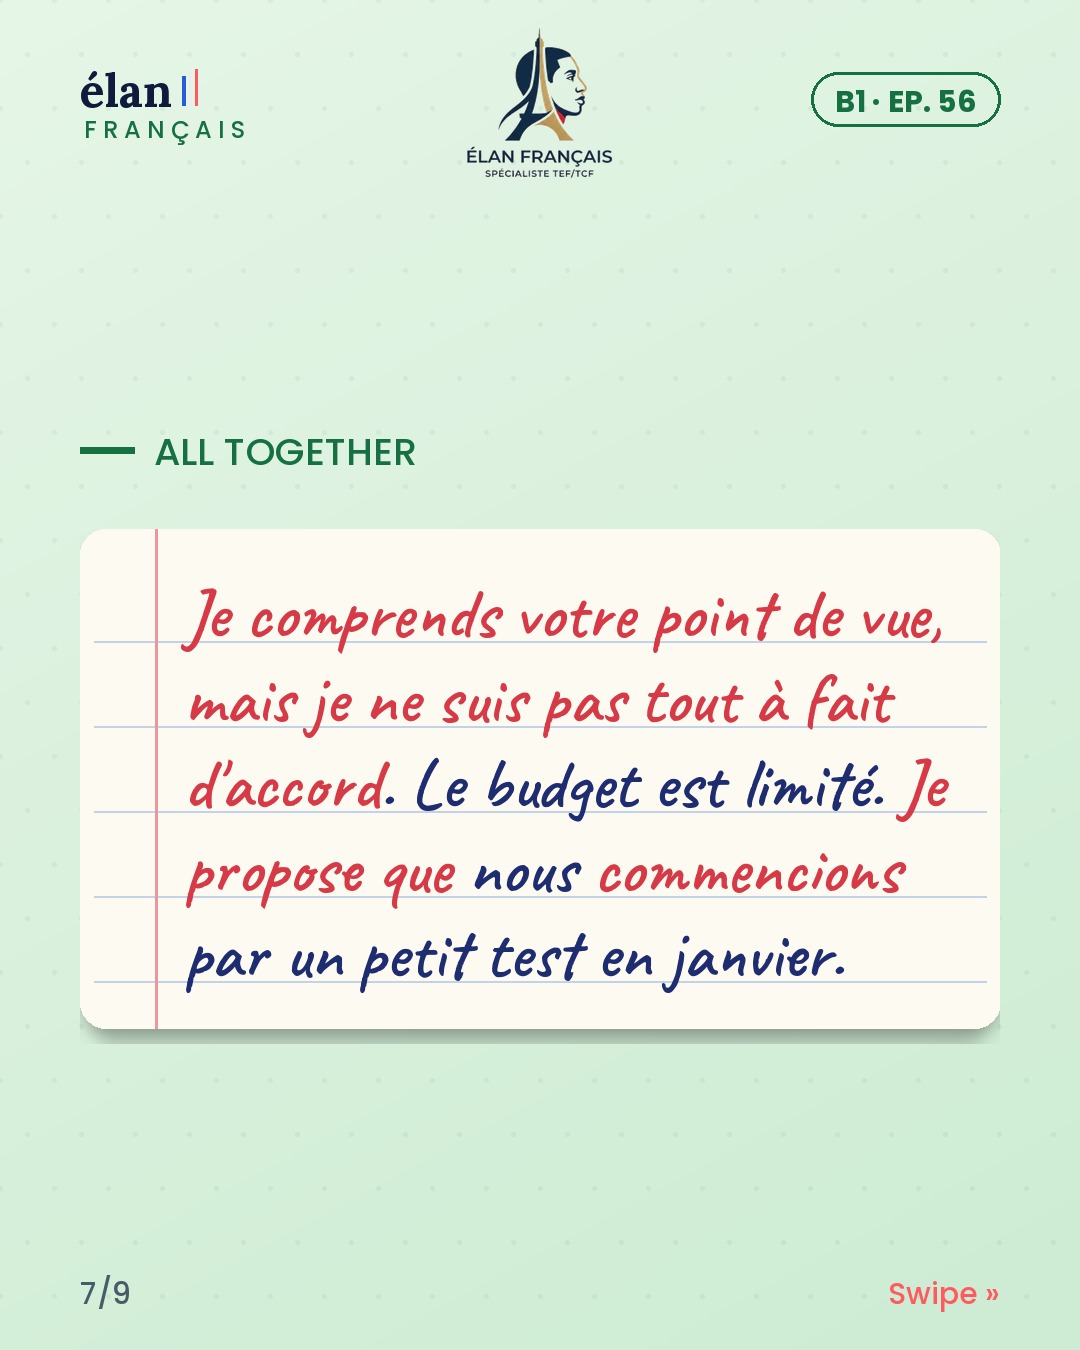 élan
FRANÇAIS
ÉLAN FRANÇAIS
SPÉCIALISTE TEF/TCF
B1 · EP. 56
ALL TOGETHER
Je comprends votre point de vue,
mais je ne suis pas tout à fait
d'accord. Le budget est limité. Je
propose que nous commencions
par un petit test en janvier.
7/9
Swipe »